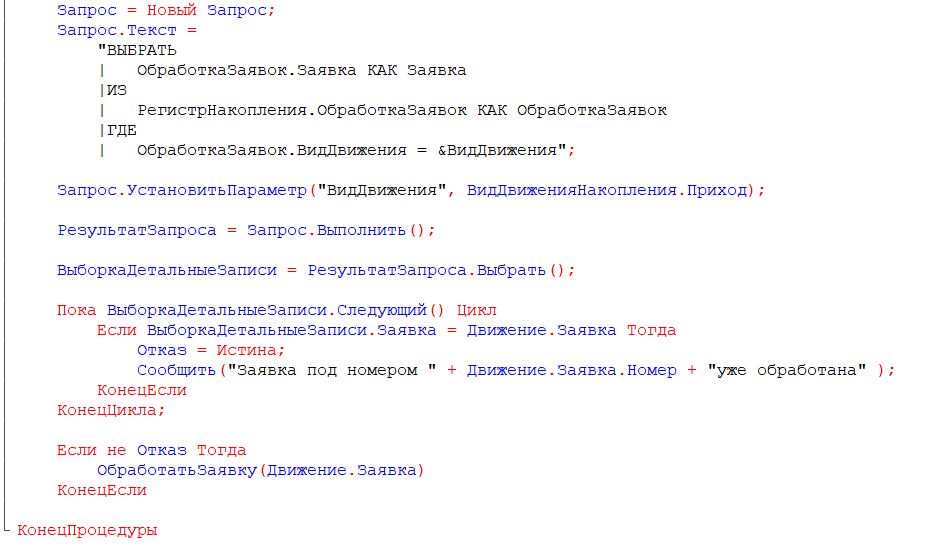 Запрос = Новый Запрос;
Запрос.Текст =
"ВЫБРАТЬ
|   ОбработкаЗаявок.Заявка КАК Заявка
|ИЗ
|   РегистрНакопления.ОбработкаЗаявок КАК ОбработкаЗаявок
|ГДЕ
|   ОбработкаЗаявок.ВидДвижения = &ВидДвижения";
Запрос.УстановитьПараметр("ВидДвижения", ВидДвиженияНакопления.Приход);
РезультатЗапроса = Запрос.Выполнить();
ВыборкаДетальныеЗаписи = РезультатЗапроса.Выбрать();
Пока ВыборкаДетальныеЗаписи.Следующий() Цикл
Если ВыборкаДетальныеЗаписи.Заявка = Движение.Заявка Тогда
Отказ = Истина;
Сообщить("Заявка под номером " + Движение.Заявка.Номер + "уже обработана" );
КонецЕсли
КонецЦикла;
Если не Отказ Тогда
ОбработатьЗаявку(Движение.Заявка)
КонецЕсли
КонецПроцедуры